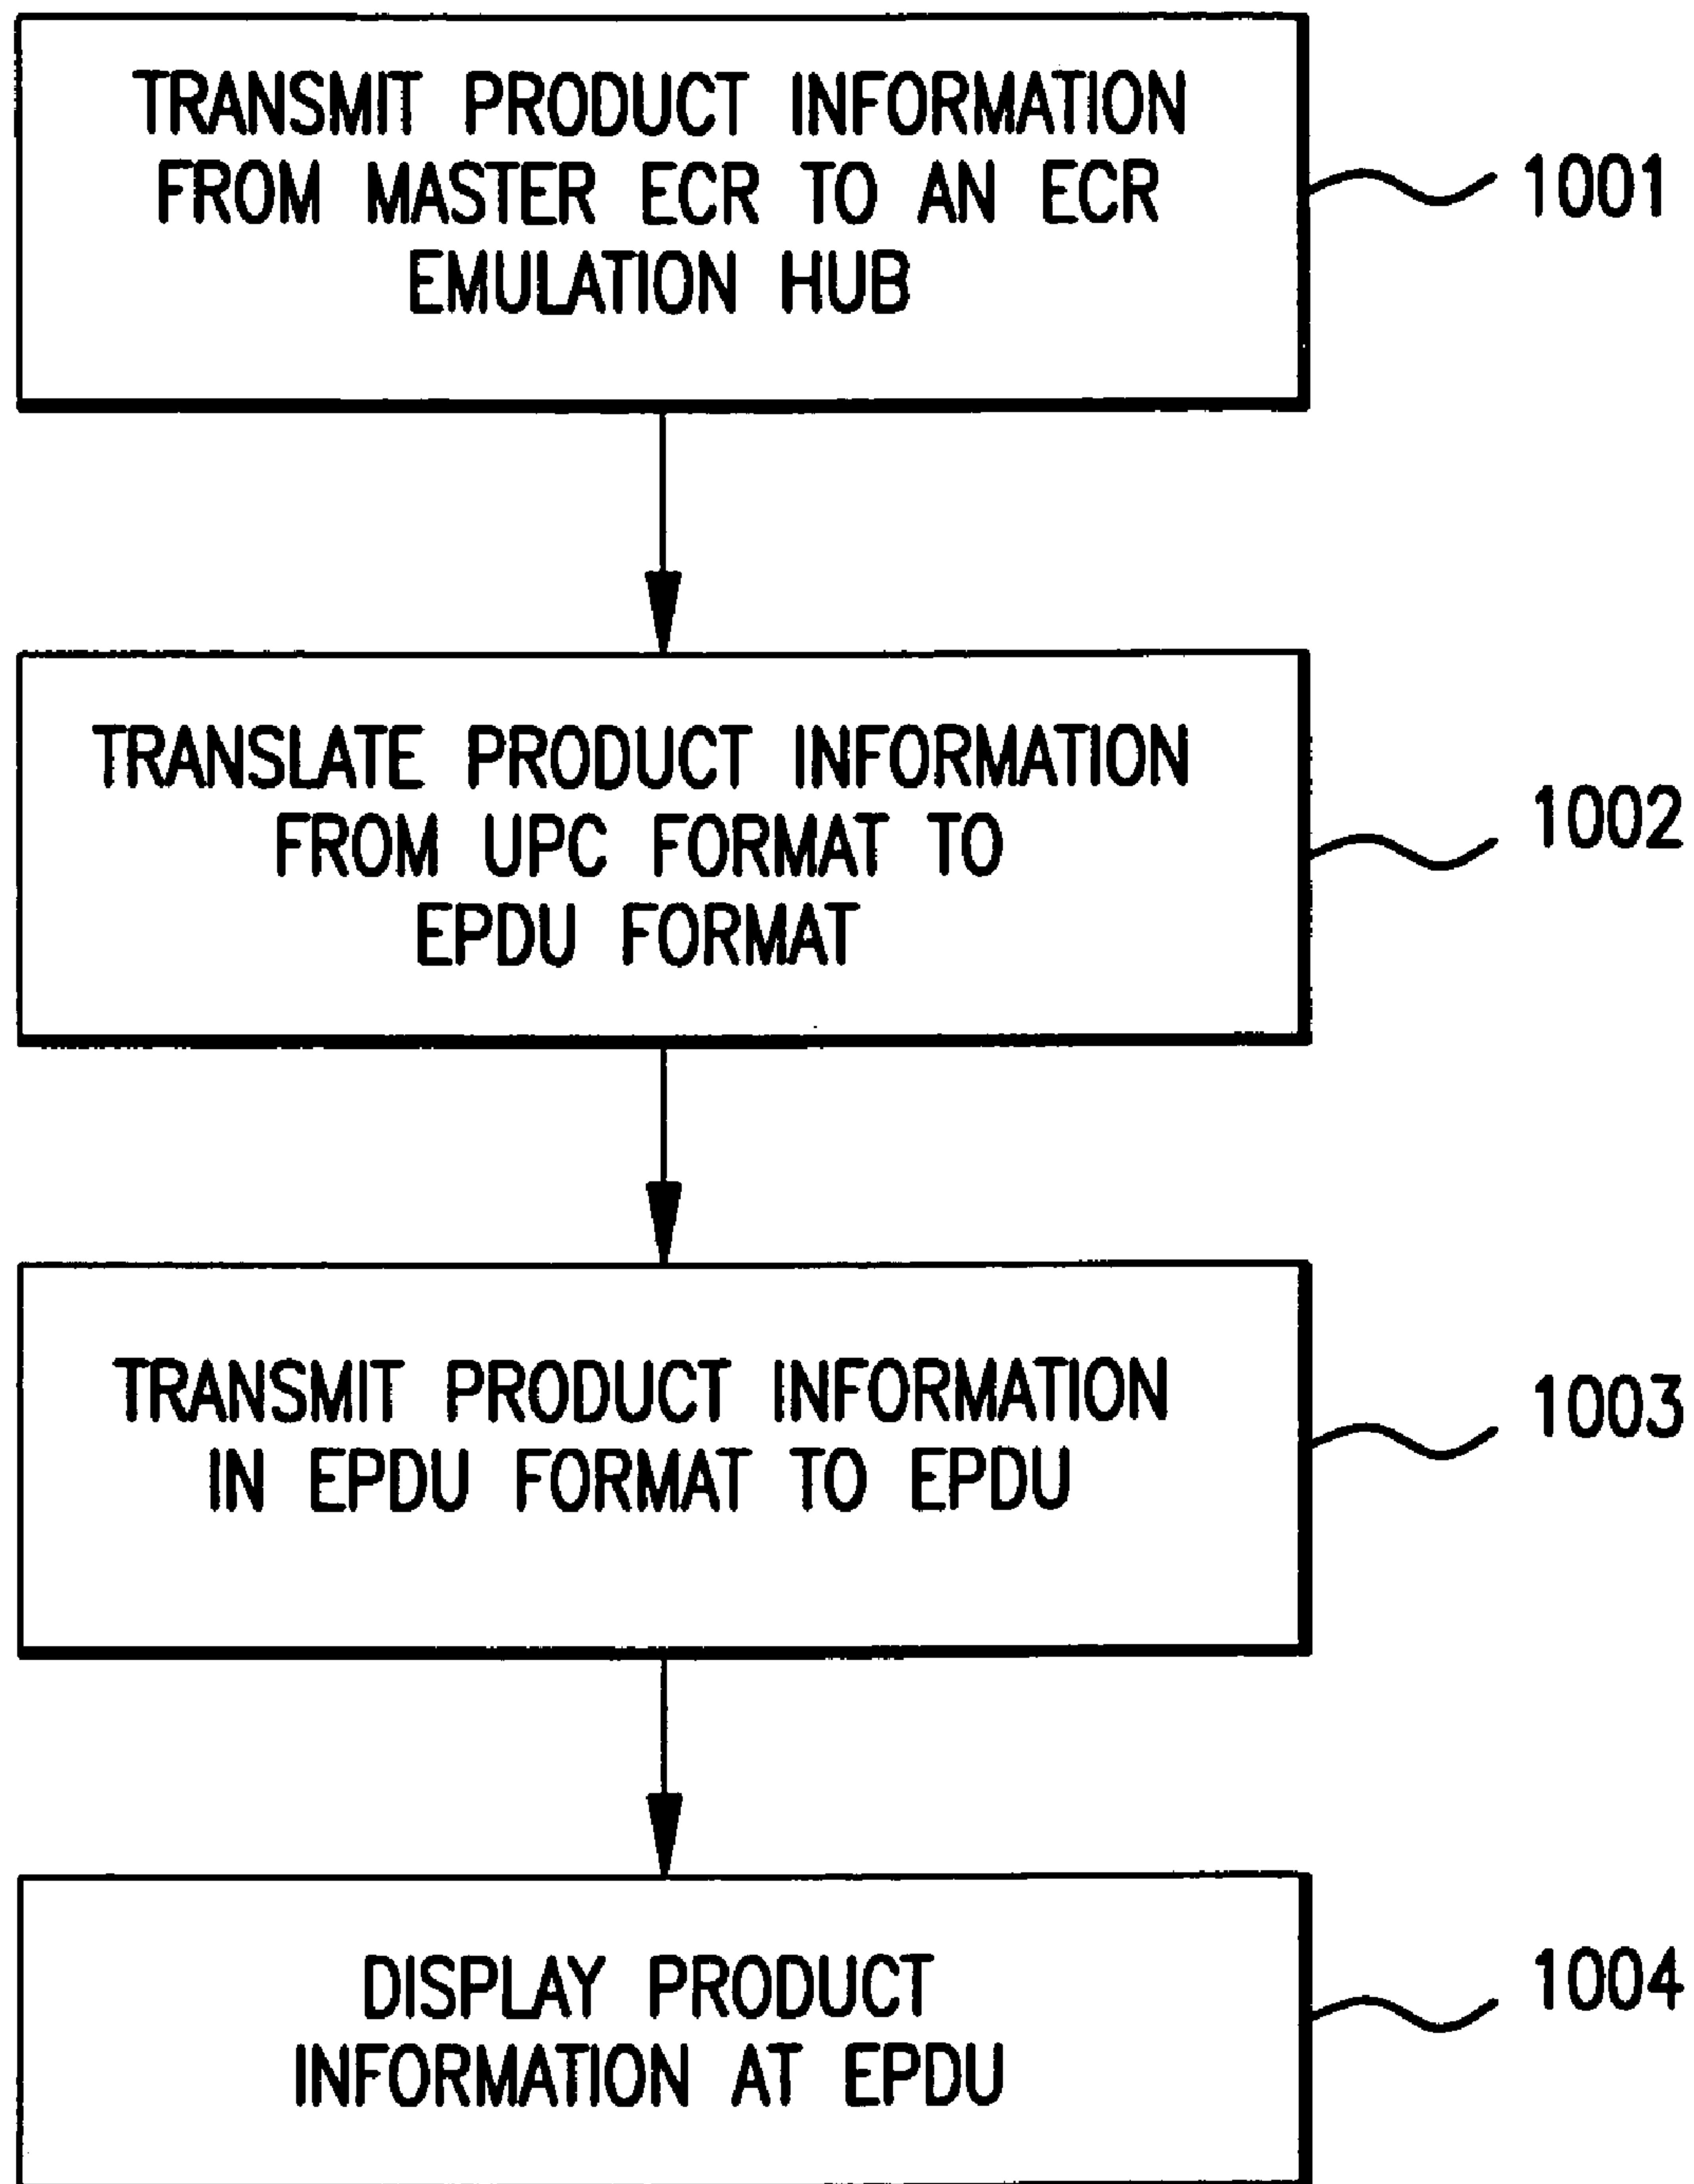 TRANSMIT PRODUCT INFORMATION
FROM MASTER ECR TO AN ECR
EMULATION HUB
1001
TRANSLATE PRODUCT INFORMATION
FROM UPC FORMAT TO
EPDU FORMAT
1002
TRANSMIT PRODUCT INFORMATION
IN EPDU FORMAT TO EPDU
1003
DISPLAY PRODUCT
INFORMATION AT EPDU
1004